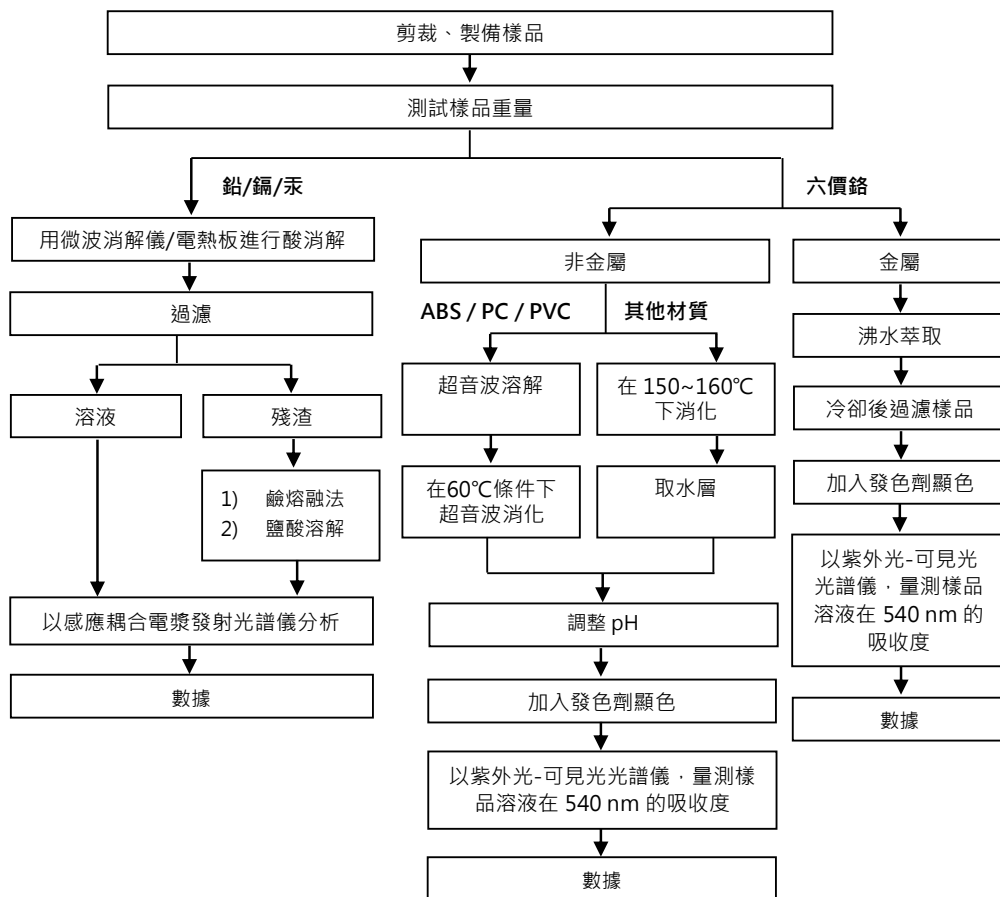 剪裁、製備樣品
測試樣品重量
鉛/鎘/汞
六價鉻
用微波消解儀/電熱板進行酸消解
非金屬
金屬
過濾
ABS / PC / PVC
其他材質
沸水萃取
溶液
殘渣
超音波溶解
在 150~160℃
下消化
冷卻後過濾樣品
1) 鹼熔融法
2) 鹽酸溶解
在60℃條件下
超音波消化
取水層
加入發色劑顯色
以感應耦合電漿發射光譜儀分析
調整 pH
以紫外光-可見光
光譜儀，量測樣品
溶液在 540 nm 的
吸收度
數據
加入發色劑顯色
數據
以紫外光-可見光光譜儀，量測樣
品溶液在 540 nm 的吸收度
數據